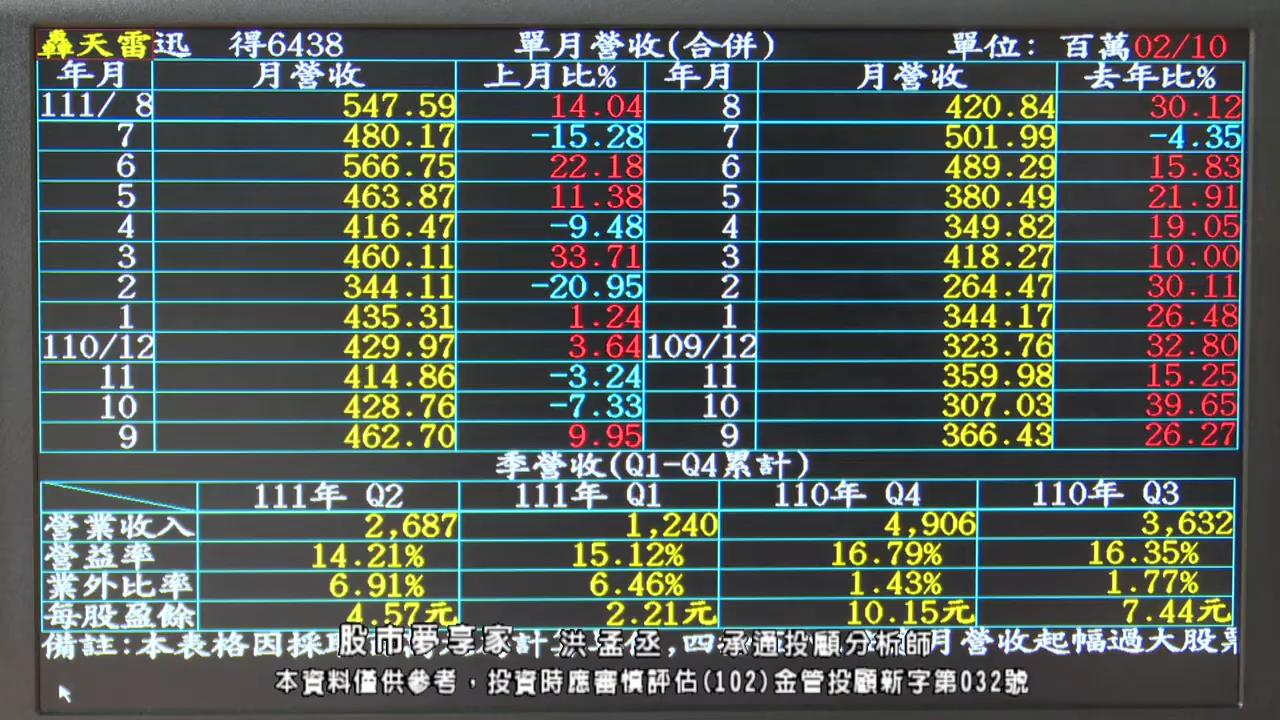 轟天雷迅 得6438 單月營收(合併) 單位: 百萬02/10
年月 月營收 上月比% 年月 月營收 去年比%
111/ 8 547.59 14.04 8 420.84 30.12
7 480.17 -15.28 7 501.99 -4.35
6 566.75 22.18 6 489.29 15.83
5 463.87 11.38 5 380.49 21.91
4 416.47 -9.48 4 349.82 19.05
3 460.11 33.71 3 418.27 10.00
2 344.11 -20.95 2 264.47 30.11
1 435.31 1.24 1 344.17 26.48
110/12 429.97 3.64 109/12 323.76 32.80
11 414.86 -3.24 11 359.98 15.25
10 428.76 -7.33 10 307.03 39.65
9 462.70 9.95 9 366.43 26.27
季營收(Q1-Q4累計)
111年 Q2 111年 Q1 110年 Q4 110年 Q3
營業收入 2,687 1,240 4,906 3,632
營益率 14.21% 15.12% 16.79% 16.35%
業外比率 6.91% 6.46% 1.43% 1.77%
每股盈餘 4.57元 2.21元 10.15元 7.44元
備註:本表格因採取 計 ,四 月營收起幅過大股票
股市夢享家 洪孟丞 承通投顧分析師
本資料僅供參考,投資時應審慎評估(102)金管投顧新字第032號